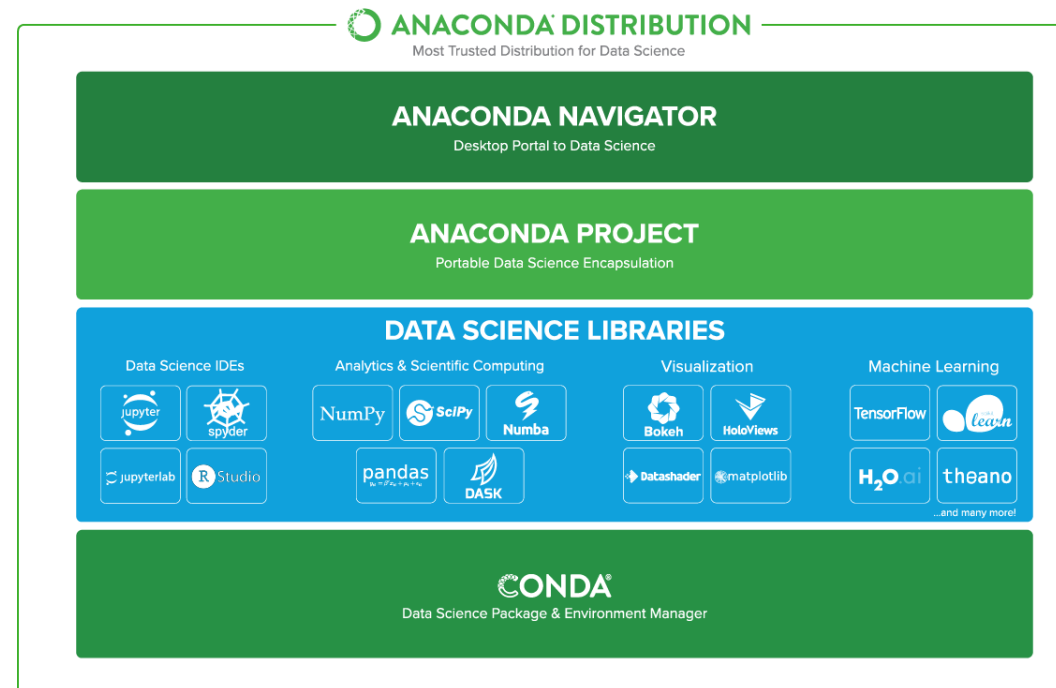 ANACONDA® DISTRIBUTION
Most Trusted Distribution for Data Science
ANACONDA NAVIGATOR
Desktop Portal to Data Science
ANACONDA PROJECT
Portable Data Science Encapsulation
DATA SCIENCE LIBRARIES
Data Science IDEs
jupyter
spyder
jupyterlab
R Studio
Analytics & Scientific Computing
NumPy
SciPy
Numba
pandas
DASK
Visualization
Bokeh
HoloViews
Datashader
matplotlib
Machine Learning
TensorFlow
learn
H₂O.ai
theano
...and many more!
CONDA®
Data Science Package & Environment Manager